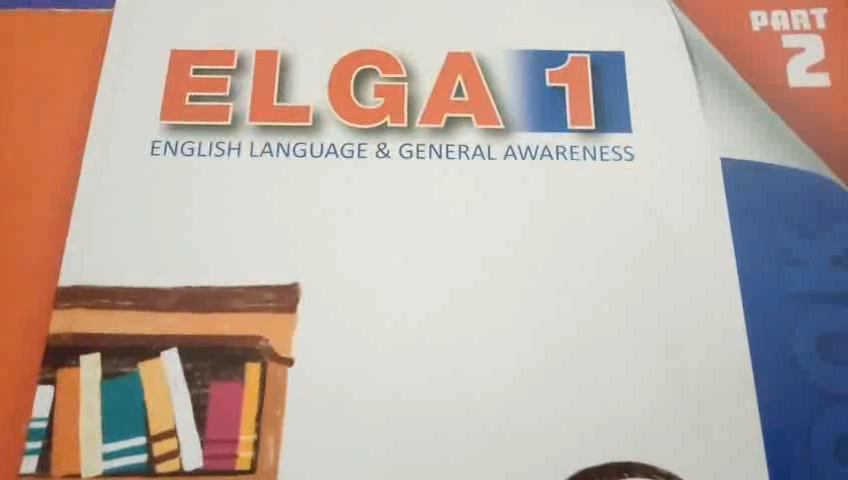 PART
2
ELGA 1
ENGLISH LANGUAGE & GENERAL AWARENESS